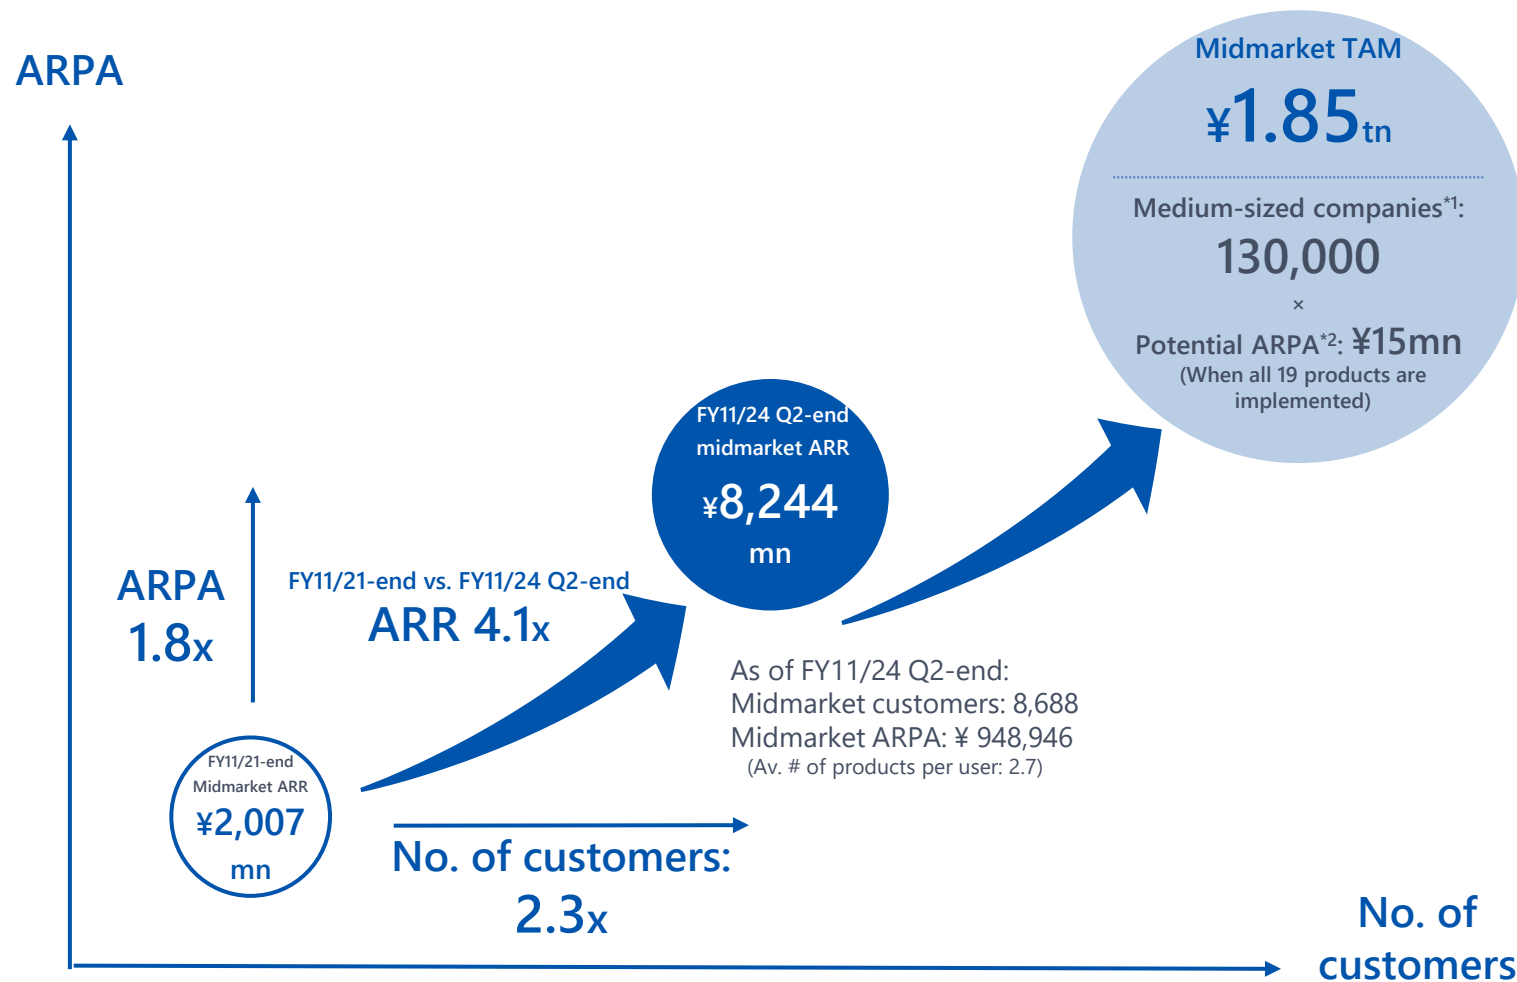 ARPA
Midmarket TAM
¥1.85tn
Medium-sized companies*1:
130,000
×
Potential ARPA*2: ¥15mn
(When all 19 products are
implemented)
FY11/24 Q2-end
midmarket ARR
¥8,244
mn
ARPA
1.8x
FY11/21-end vs. FY11/24 Q2-end
ARR 4.1x
As of FY11/24 Q2-end:
Midmarket customers: 8,688
Midmarket ARPA: ¥ 948,946
(Av. # of products per user: 2.7)
FY11/21-end
Midmarket ARR
¥2,007
mn
No. of customers:
2.3x
No. of
customers